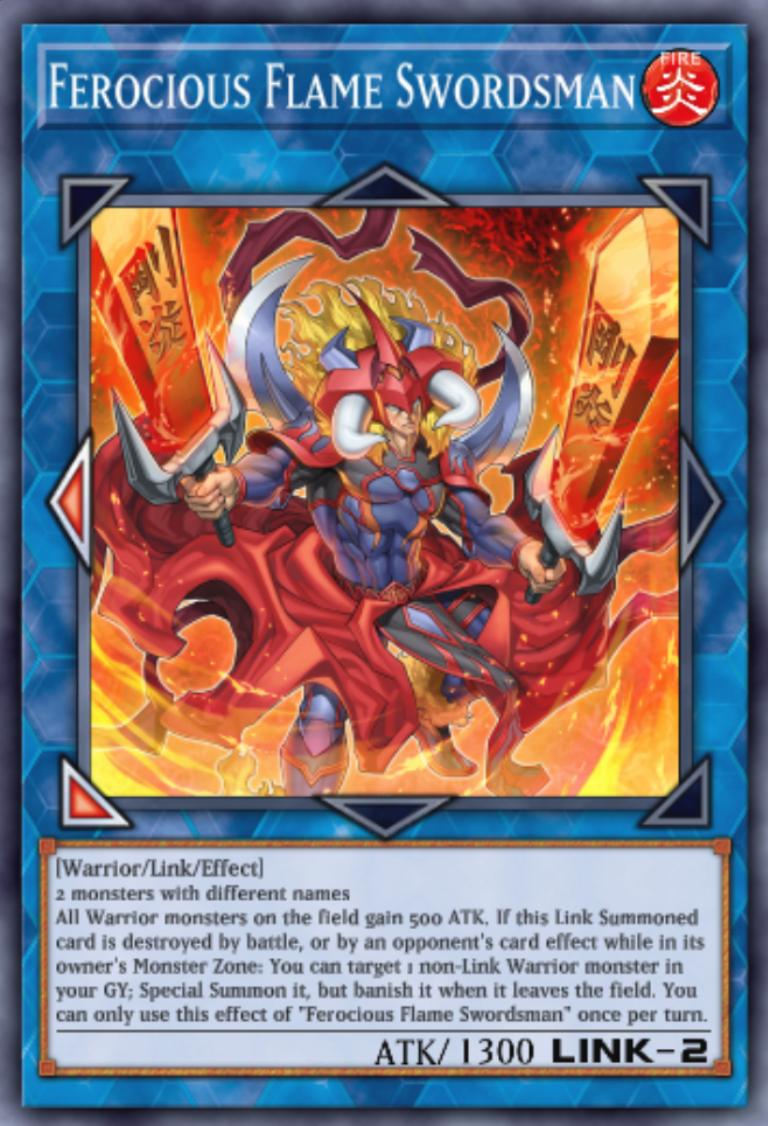 FEROCIOUS FLAME SWORDSMAN
FIRE
炎
剛炎
剛炎
[Warrior/Link/Effect]
2 monsters with different names
All Warrior monsters on the field gain 500 ATK. If this Link Summoned
card is destroyed by battle, or by an opponent's card effect while in its
owner's Monster Zone: You can target 1 non-Link Warrior monster in
your GY; Special Summon it, but banish it when it leaves the field. You
can only use this effect of "Ferocious Flame Swordsman" once per turn.
ATK/ 1300 LINK-2